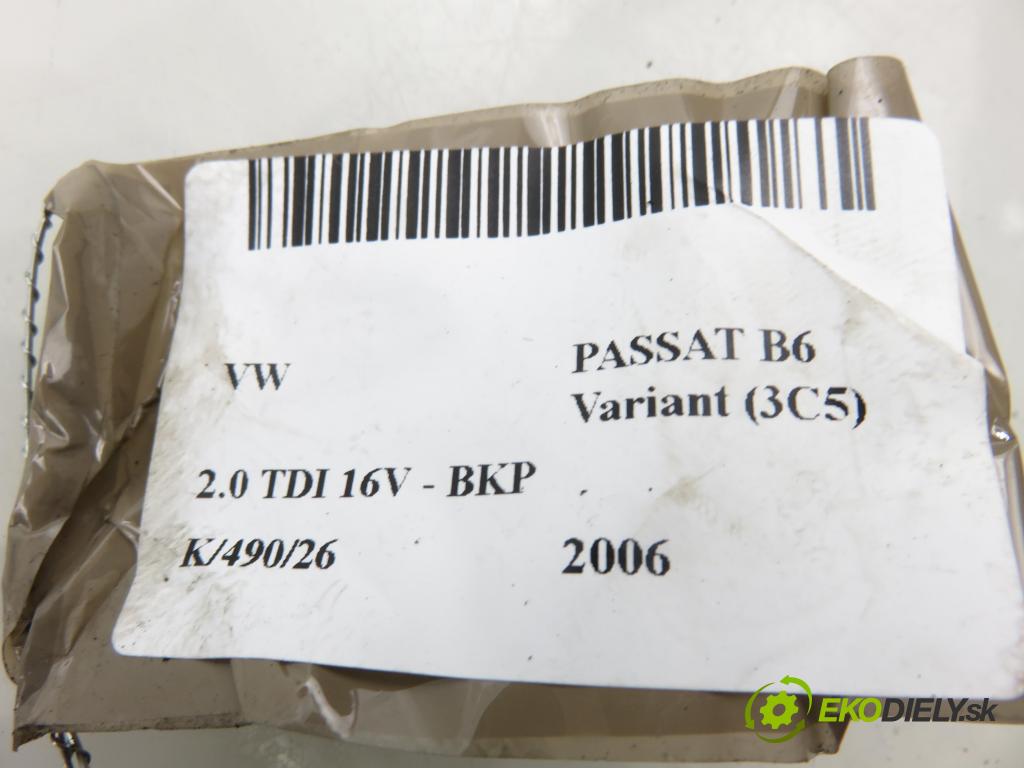 VW
PASSAT B6
Variant (3C5)
2.0 TDI 16V - BKP
K/490/26
2006
EKODIELY.sk